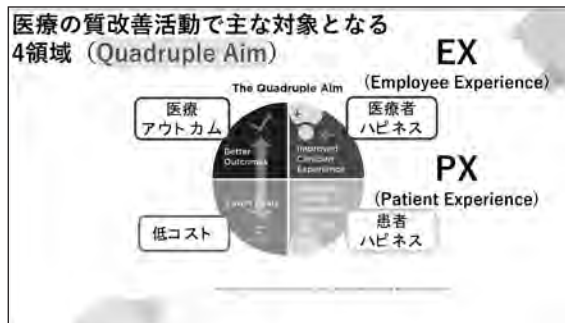 医療の質改善活動で主な対象となる
4領域（Quadruple Aim）
EX
(Employee Experience)
The Quadruple Aim
医療
アウトカム
医療者
ハピネス
Better
Outcomes
Improved
Clinician
Experience
PX
(Patient Experience)
低コスト
患者
ハピネス